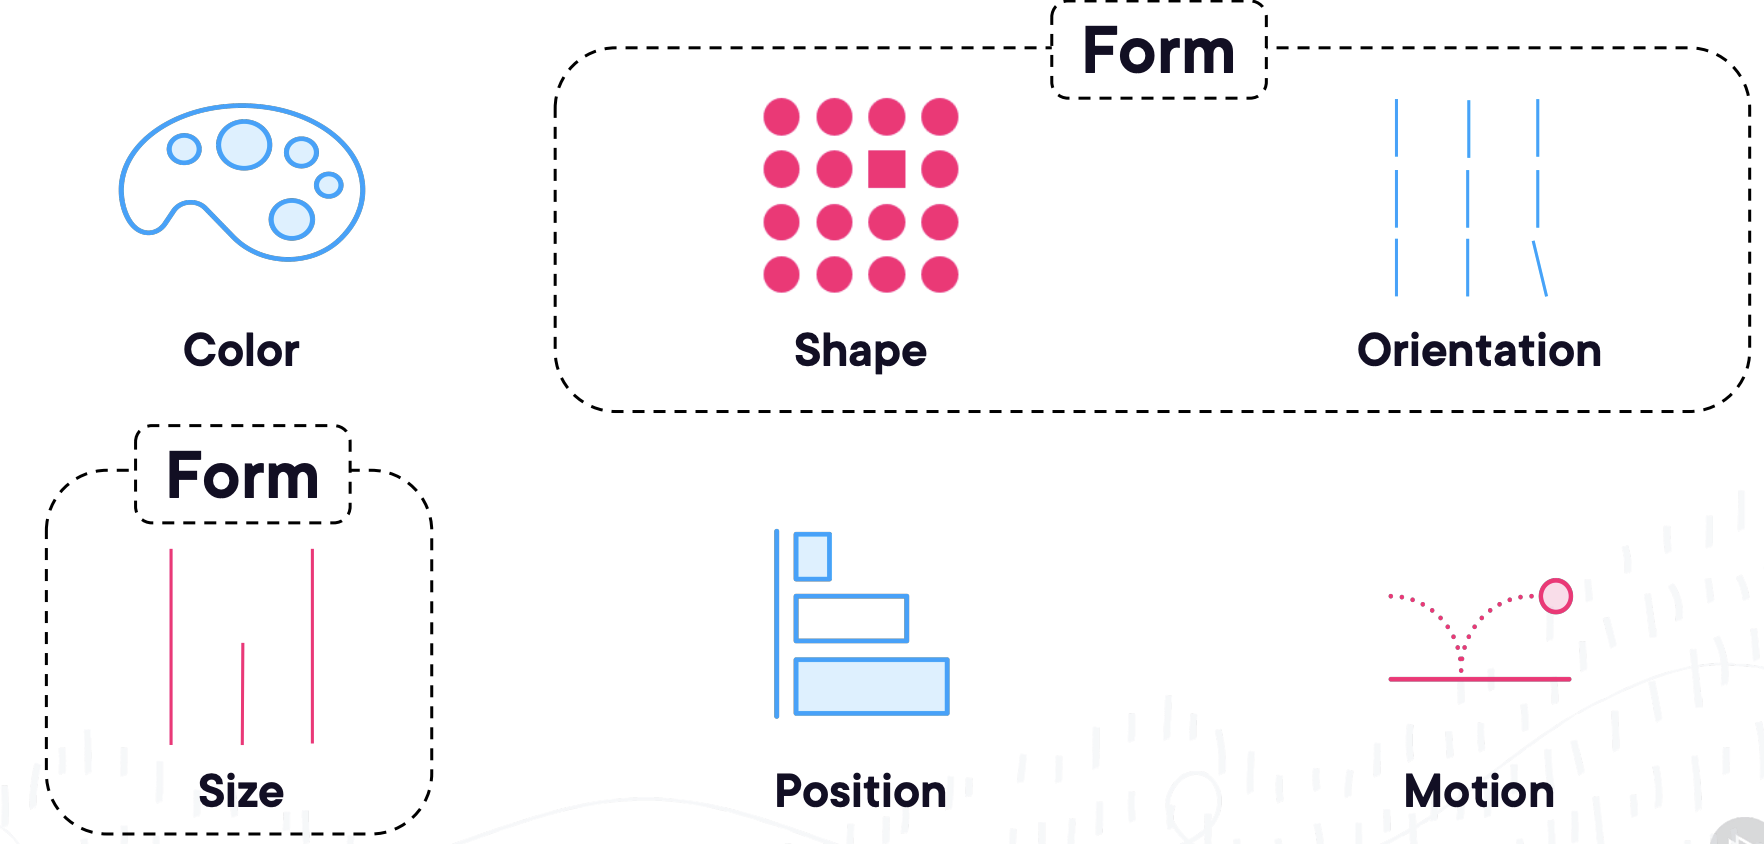 Form
Color
Shape
Orientation
Form
Size
Position
Motion